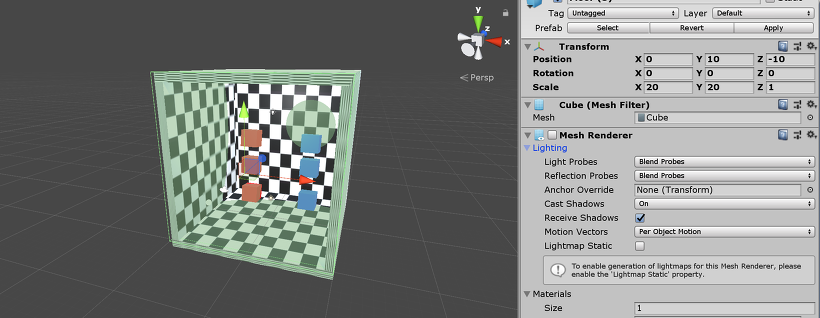 y
z
x
Persp
Tag Untagged Layer Default
Prefab Select Revert Apply
Transform
Position X 0 Y 10 Z -10
Rotation X 0 Y 0 Z 0
Scale X 20 Y 20 Z 1
Cube (Mesh Filter)
Mesh Cube
Mesh Renderer
Lighting
Light Probes Blend Probes
Reflection Probes Blend Probes
Anchor Override None (Transform)
Cast Shadows On
Receive Shadows
Motion Vectors Per Object Motion
Lightmap Static
To enable generation of lightmaps for this Mesh Renderer, please
enable the 'Lightmap Static' property.
Materials
Size 1